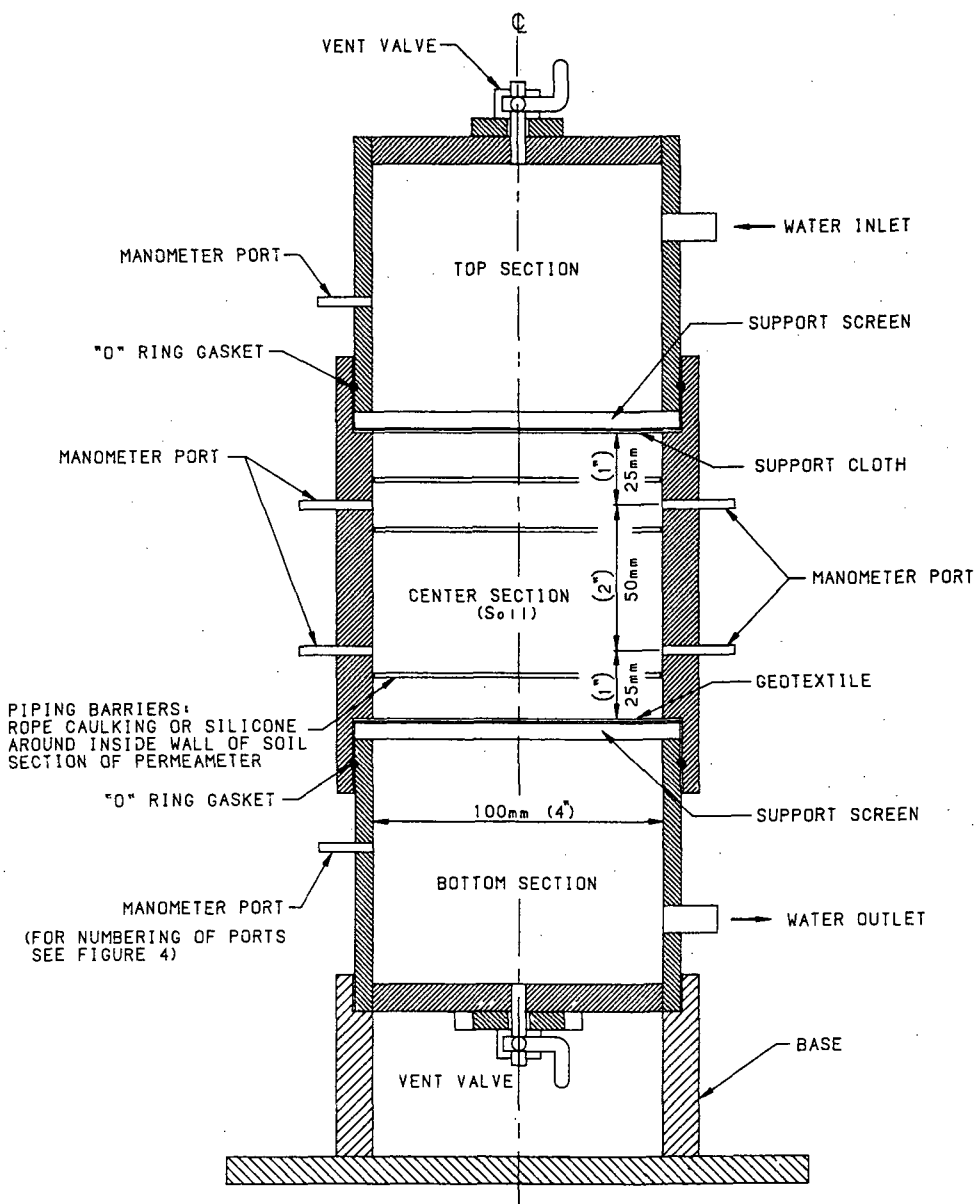 ℄
VENT VALVE
WATER INLET
MANOMETER PORT
TOP SECTION
SUPPORT SCREEN
"O" RING GASKET
SUPPORT CLOTH
(1")
25mm
MANOMETER PORT
MANOMETER PORT
CENTER SECTION
(Soil)
(2")
50mm
GEOTEXTILE
(1")
25mm
PIPING BARRIERS:
ROPE CAULKING OR SILICONE
AROUND INSIDE WALL OF SOIL
SECTION OF PERMEAMETER
"O" RING GASKET
100mm (4")
SUPPORT SCREEN
BOTTOM SECTION
MANOMETER PORT
(FOR NUMBERING OF PORTS
SEE FIGURE 4)
WATER OUTLET
BASE
VENT VALVE